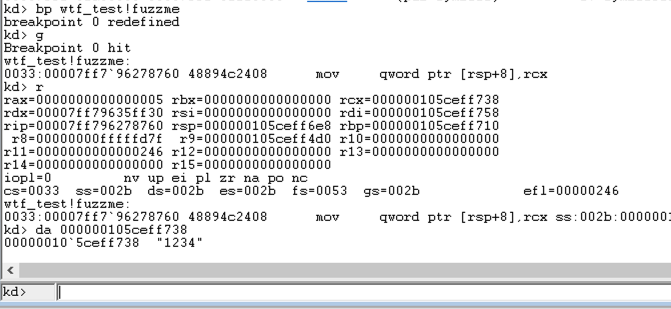 kd> bp wtf_test!fuzzme
breakpoint 0 redefined
kd> g
Breakpoint 0 hit
wtf_test!fuzzme:
0033:00007ff7`96278760 48894c2408 mov qword ptr [rsp+8],rcx
kd> r
rax=0000000000000005 rbx=0000000000000000 rcx=000000105ceff738
rdx=00007ff79635ff30 rsi=0000000000000000 rdi=000000105ceff758
rip=00007ff796278760 rsp=000000105ceff6e8 rbp=000000105ceff710
r8=00000000fffffd7f r9=000000105ceff4d0 r10=0000000000000000
r11=0000000000000246 r12=0000000000000000 r13=0000000000000000
r14=0000000000000000 r15=0000000000000000
iopl=0 nv up ei pl zr na po nc
cs=0033 ss=002b ds=002b es=002b fs=0053 gs=002b efl=00000246
wtf_test!fuzzme:
0033:00007ff7`96278760 48894c2408 mov qword ptr [rsp+8],rcx ss:002b:0000001
kd> da 000000105ceff738
00000010`5ceff738 "1234"
kd>